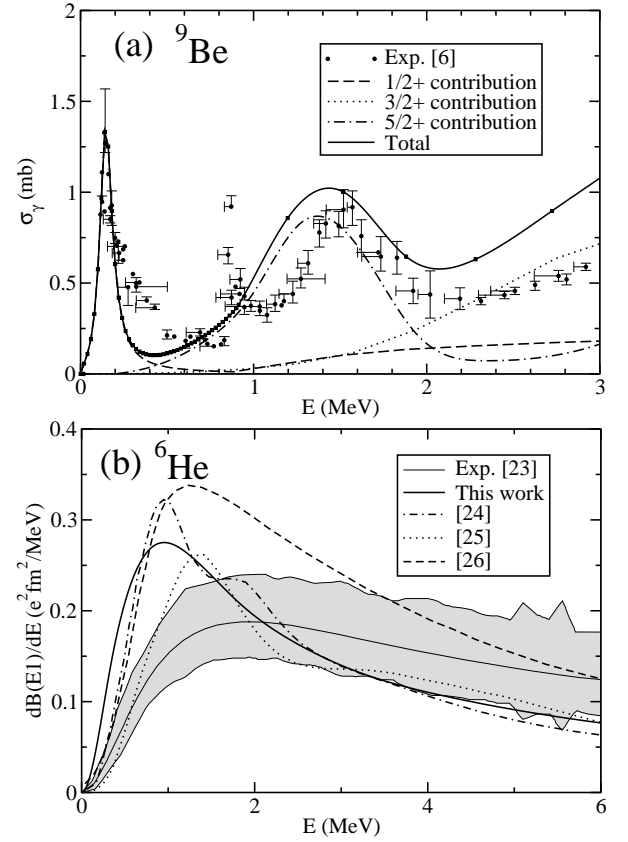 (a) ⁹Be
Exp. [6]
1/2+ contribution
3/2+ contribution
5/2+ contribution
Total
2
1.5
1
0.5
0
σγ (mb)
0 1 2 3
E (MeV)
(b) ⁶He
Exp. [23]
This work
[24]
[25]
[26]
0.4
0.3
0.2
0.1
0
dB(E1)/dE (e²fm²/MeV)
0 2 4 6
E (MeV)